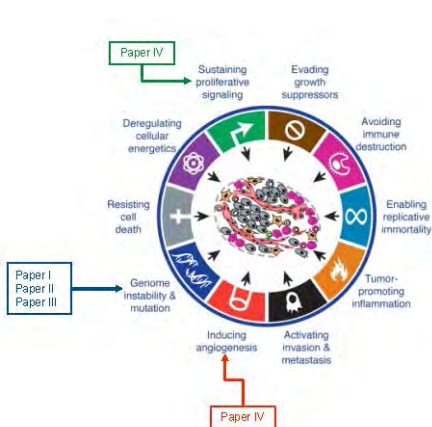 Paper IV
Sustaining
proliferative
signaling
Evading
growth
suppressors
Deregulating
cellular
energetics
Avoiding
immune
destruction
Resisting
cell
death
Enabling
replicative
immortality
Paper I
Paper II
Paper III
Genome
instability &
mutation
Tumor-
promoting
inflammation
Inducing
angiogenesis
Activating
invasion &
metastasis
Paper IV